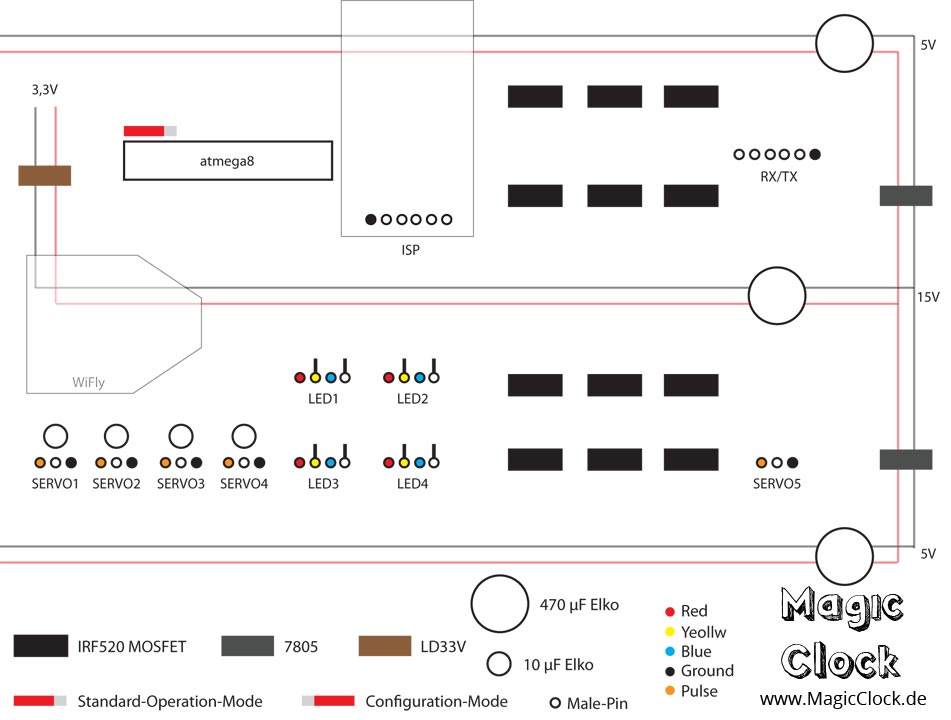 5V
3,3V
atmega8
RX/TX
ISP
15V
WiFly
LED1 LED2
SERVO1 SERVO2 SERVO3 SERVO4 LED3 LED4 SERVO5
5V
470 µF Elko
Red
Yeollw
Blue
Ground
Pulse
IRF520 MOSFET 7805 LD33V
10 µF Elko
Standard-Operation-Mode Configuration-Mode Male-Pin
Magic
Clock
www.MagicClock.de